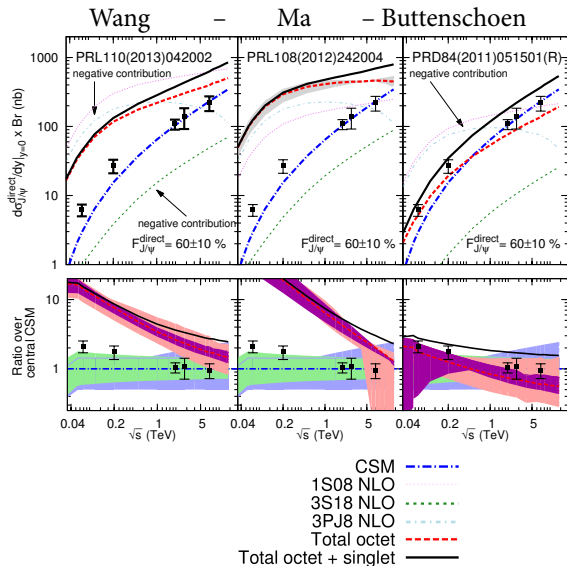 Wang – Ma – Buttenschoen
PRL110(2013)042002
negative contribution
negative contribution
F^direct_J/ψ = 60±10 %
PRL108(2012)242004
F^direct_J/ψ = 60±10 %
PRD84(2011)051501(R)
negative contribution
F^direct_J/ψ = 60±10 %
dσ^direct_J/ψ/dy|_y=0 x Br (nb)
1000
100
10
1
Ratio over
central CSM
10
1
0.04 0.2 1 5 0.04 0.2 1 5 0.04 0.2 1 5
√s (TeV) √s (TeV) √s (TeV)
CSM
1S08 NLO
3S18 NLO
3PJ8 NLO
Total octet
Total octet + singlet